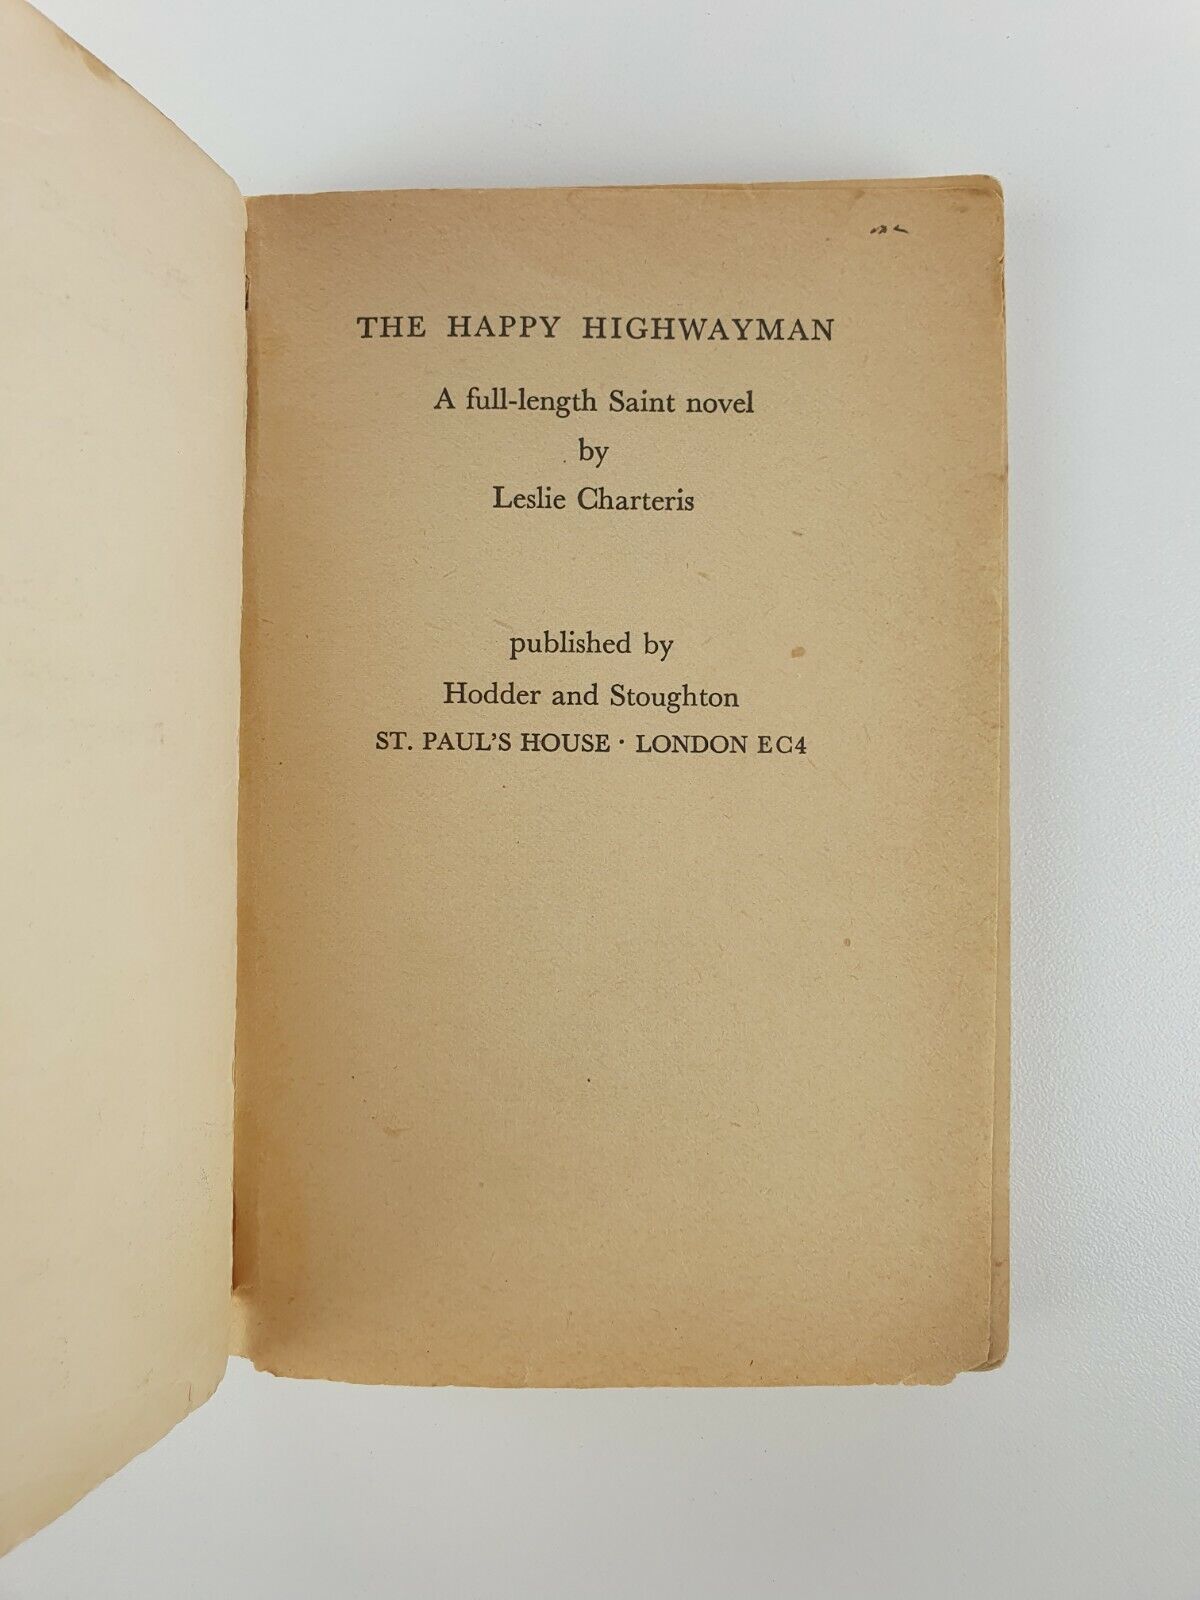 THE HAPPY HIGHWAYMAN
A full-length Saint novel
by
Leslie Charteris
published by
Hodder and Stoughton
ST. PAUL'S HOUSE · LONDON EC4